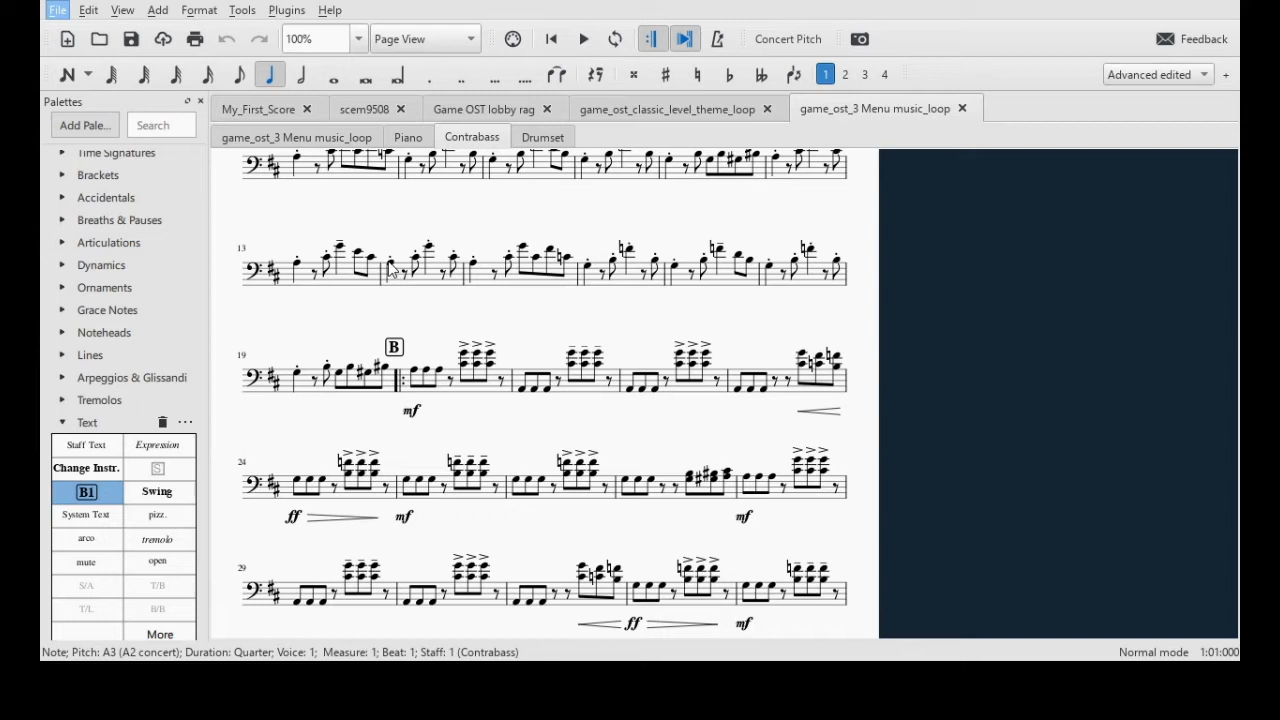 File Edit View Add Format Tools Plugins Help
100% Page View Concert Pitch Feedback
1 2 3 4 Advanced edited +
Palettes
My_First_Score scem9508 Game OST lobby rag game_ost_classic_level_theme_loop game_ost_3 Menu music_loop
Add Pale... Search
game_ost_3 Menu music_loop Piano Contrabass Drumset
Time Signatures
Brackets
Accidentals
Breaths & Pauses
Articulations
Dynamics
Ornaments
Grace Notes
Noteheads
Lines
Arpeggios & Glissandi
Tremolos
Text ...
Staff Text Expression
Change Instr. S
B1 Swing
System Text pizz.
arco tremolo
mute open
S/A T/B
T/L B/B
More
13
19 B
mf
24
ff mf mf
29
ff mf
Note; Pitch: A3 (A2 concert); Duration: Quarter; Voice: 1; Measure: 1; Beat: 1; Staff: 1 (Contrabass) Normal mode 1:01:000